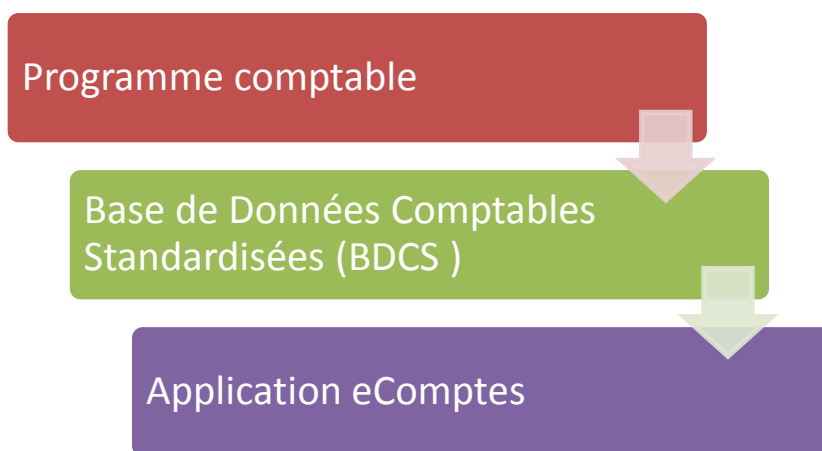 Programme comptable
Base de Données Comptables
Standardisées (BDCS )
Application eComptes